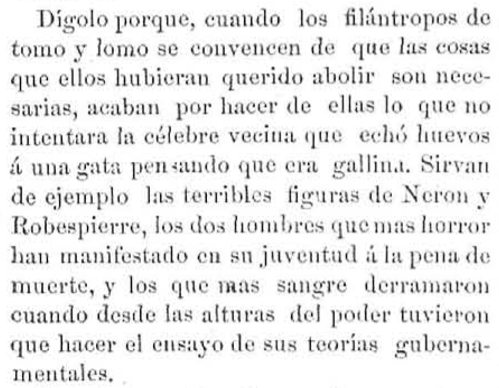 Dígolo porque, cuando los filántropos de
tomo y lomo se convencen de que las cosas
que ellos hubieran querido abolir son nece-
sarias, acaban por hacer de ellas lo que no
intentara la célebre vecina que echó huevos
á una gata pensando que era gallina. Sirvan
de ejemplo las terribles figuras de Neron y
Robespierre, los dos hombres que mas horror
han manifestado en su juventud á la pena de
muerte, y los que mas sangre derramaron
cuando desde las alturas del poder tuvieron
que hacer el ensayo de sus teorías guberna-
mentales.